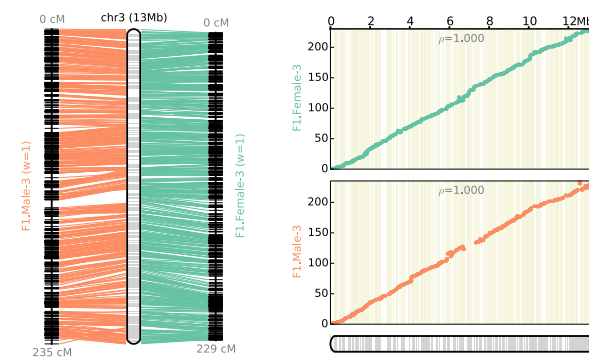 0 cM
chr3 (13Mb)
0 cM
F1.Male-3 (w=1)
F1.Female-3 (w=1)
235 cM
229 cM
0 2 4 6 8 10 12Mb
ρ=1.000
F1.Female-3
200
150
100
50
0
ρ=1.000
F1.Male-3
200
150
100
50
0